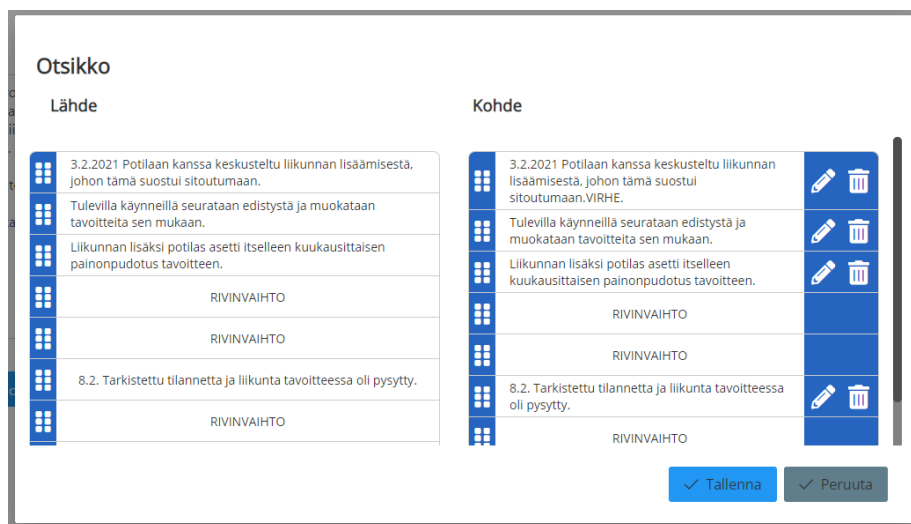 Otsikko
Lähde
3.2.2021 Potilaan kanssa keskusteltu liikunnan lisäämisestä,
johon tämä suostui sitoutumaan.
Tulevilla käynneillä seurataan edistystä ja muokataan
tavoitteita sen mukaan.
Liikunnan lisäksi potilas asetti itselleen kuukausittaisen
painonpudotus tavoitteen.
RIVINVAIHTO
RIVINVAIHTO
8.2. Tarkistettu tilannetta ja liikunta tavoitteessa oli pysytty.
RIVINVAIHTO
Kohde
3.2.2021 Potilaan kanssa keskusteltu liikunnan
lisäämisestä, johon tämä suostui
sitoutumaan.VIRHE.
Tulevilla käynneillä seurataan edistystä ja
muokataan tavoitteita sen mukaan.
Liikunnan lisäksi potilas asetti itselleen
kuukausittaisen painonpudotus tavoitteen.
RIVINVAIHTO
RIVINVAIHTO
8.2. Tarkistettu tilannetta ja liikunta tavoitteessa
oli pysytty.
RIVINVAIHTO
Tallenna
Peruuta